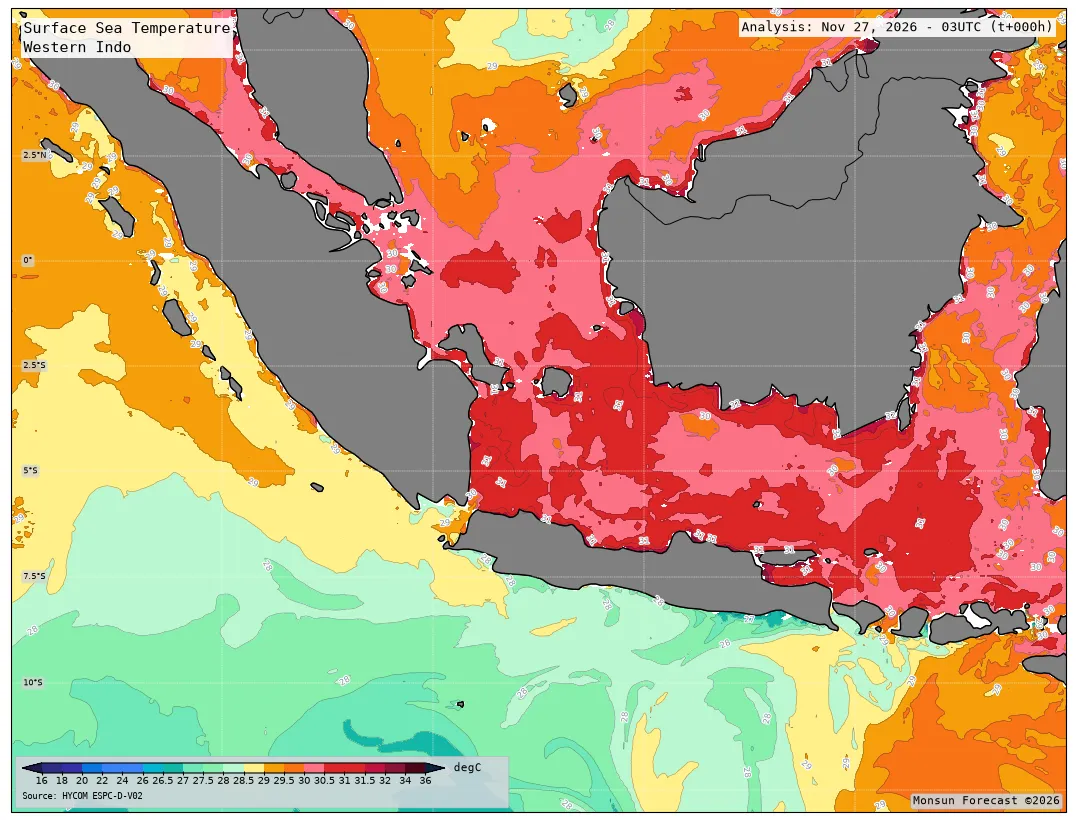 Surface Sea Temperature
Western Indo
Analysis: Nov 27, 2026 - 03UTC (t+000h)
2.5°N
0°
2.5°S
5°S
7.5°S
10°S
16 18 20 22 24 26 26.5 27 27.5 28 28.5 29 29.5 30 30.5 31 31.5 32 34 36
degC
Source: HYCOM ESPC-D-V02
Monsun Forecast ©2026